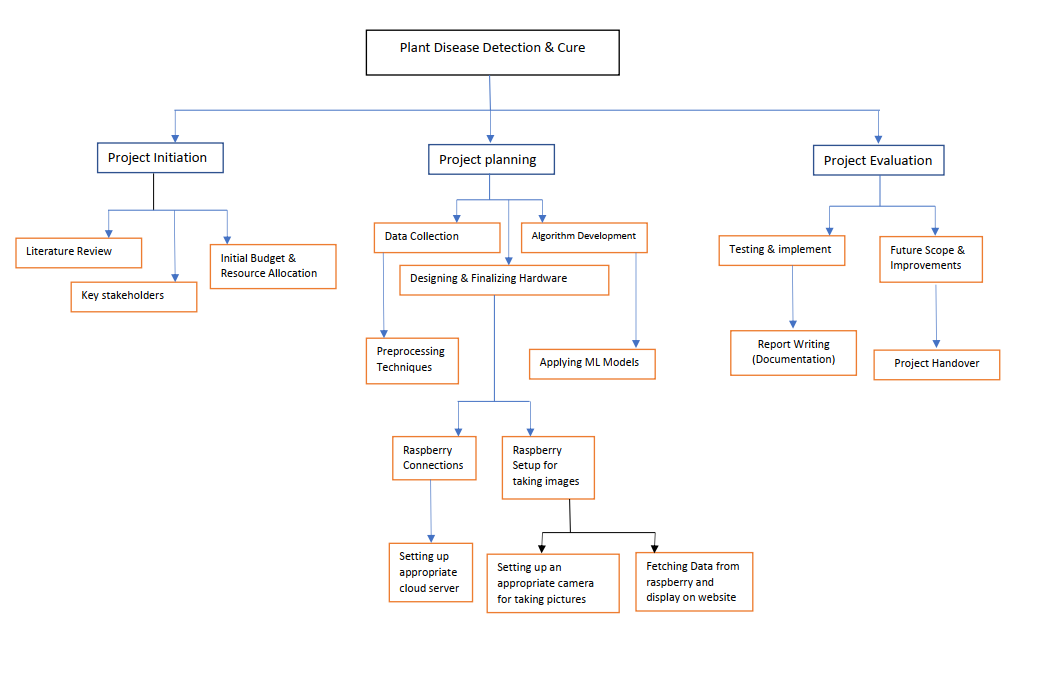 Plant Disease Detection & Cure
Project Initiation
Project planning
Project Evaluation
Literature Review
Key stakeholders
Initial Budget &
Resource Allocation
Data Collection
Algorithm Development
Designing & Finalizing Hardware
Preprocessing
Techniques
Applying ML Models
Raspberry
Connections
Raspberry
Setup for
taking images
Setting up
appropriate
cloud server
Setting up an
appropriate camera
for taking pictures
Fetching Data from
raspberry and
display on website
Testing & implement
Future Scope &
Improvements
Report Writing
(Documentation)
Project Handover